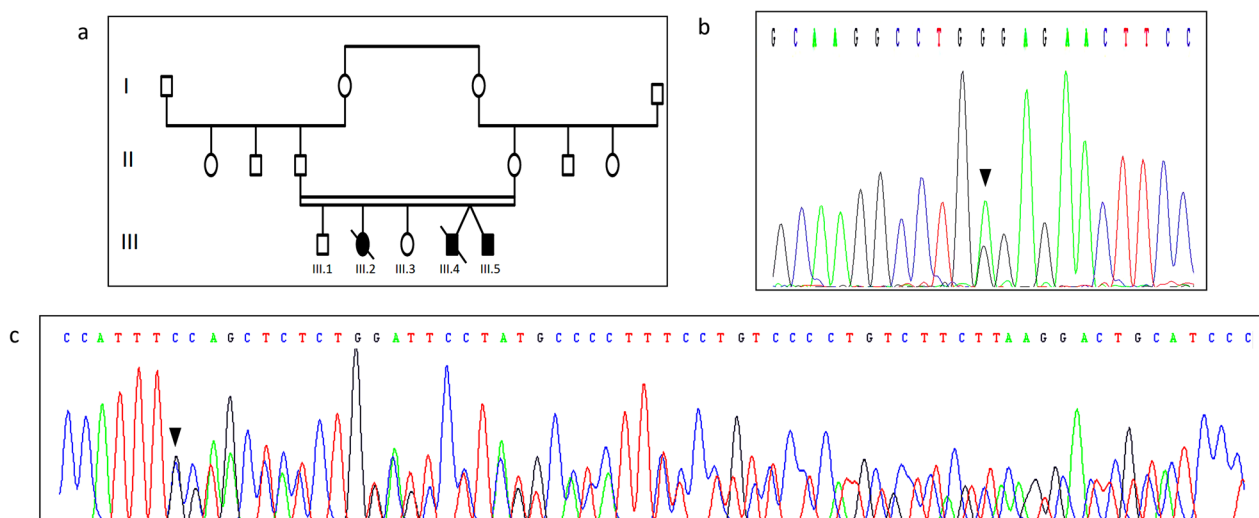 a
I
II
III
III.1 III.2 III.3 III.4 III.5
b
G C A A G G C C T G G G A G A A C T T C C
c
C C A T T T C C A G C T C T C T G G A T T C C T A T G C C C C T T T C C T G T C C C C T G T C T T C T T A A G G A C T G C A T C C C